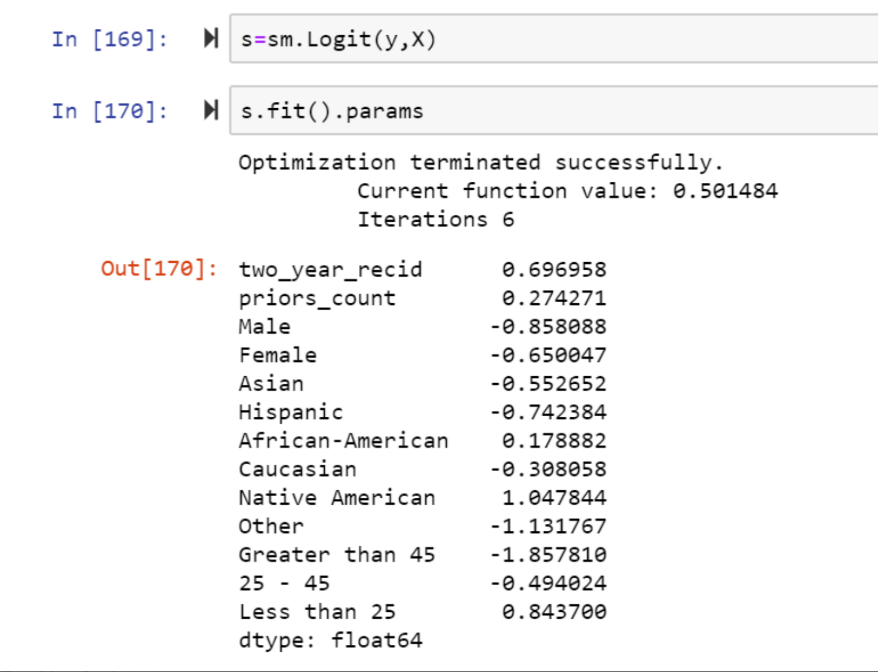 In [169]: s=sm.Logit(y,X)
In [170]: s.fit().params
Optimization terminated successfully.
Current function value: 0.501484
Iterations 6
Out[170]: two_year_recid 0.696958
priors_count 0.274271
Male -0.858088
Female -0.650047
Asian -0.552652
Hispanic -0.742384
African-American 0.178882
Caucasian -0.308058
Native American 1.047844
Other -1.131767
Greater than 45 -1.857810
25 - 45 -0.494024
Less than 25 0.843700
dtype: float64